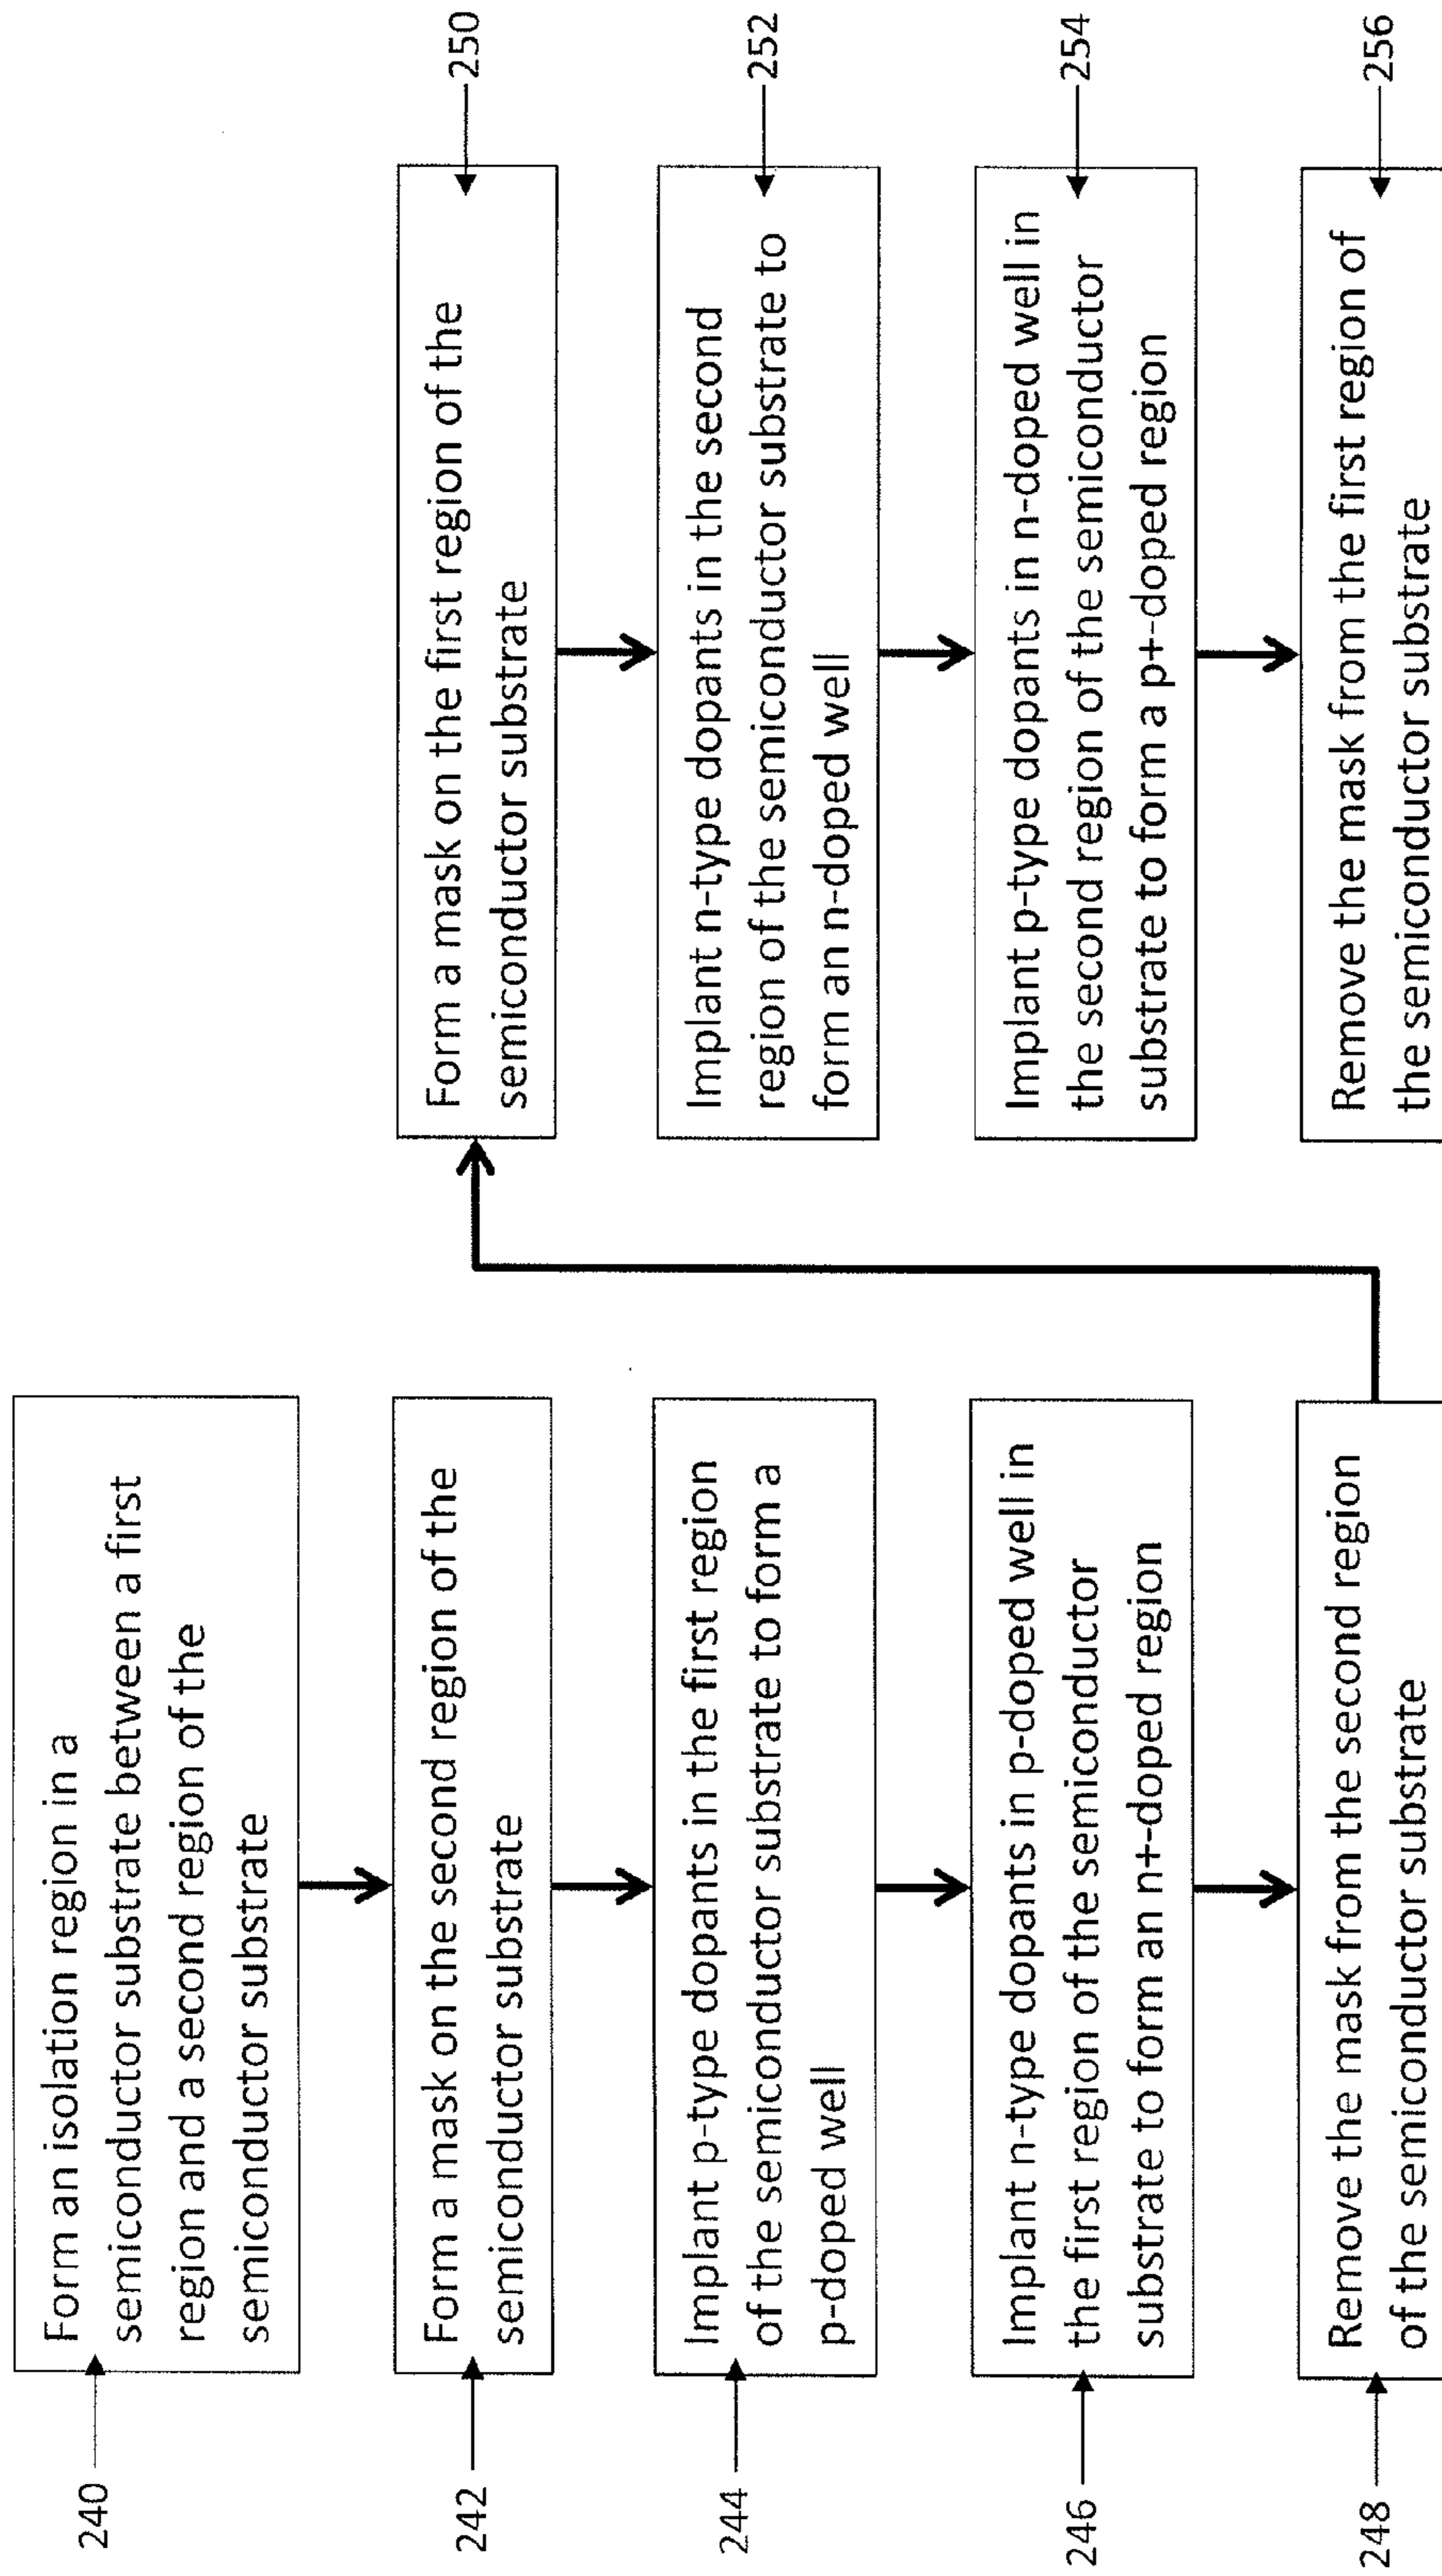 240
Form an isolation region in a
semiconductor substrate between a first
region and a second region of the
semiconductor substrate
242
Form a mask on the second region of the
semiconductor substrate
244
Implant p-type dopants in the first region
of the semiconductor substrate to form a
p-doped well
246
Implant n-type dopants in p-doped well in
the first region of the semiconductor
substrate to form an n+-doped region
248
Remove the mask from the second region
of the semiconductor substrate
Form a mask on the first region of the
semiconductor substrate
250
Implant n-type dopants in the second
region of the semiconductor substrate to
form an n-doped well
252
Implant p-type dopants in n-doped well in
the second region of the semiconductor
substrate to form a p+-doped region
254
Remove the mask from the first region of
the semiconductor substrate
256